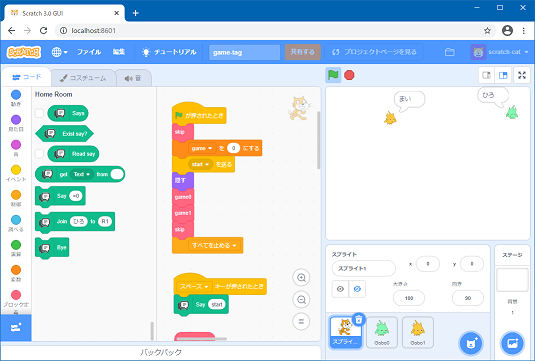 Scratch 3.0 GUI
localhost:8601
SCRATCH
ファイル
編集
チュートリアル
game-tag
共有する
プロジェクトページを見る
scratch-cat
コード
コスチューム
音
動き
見た目
音
イベント
制御
調べる
演算
変数
ブロック定義
Home Room
Says
Exist say?
Read say
get Text from
Say =0
Join ひろ to R1
Bye
が押されたとき
skip
game を 0 にする
start を送る
隠す
game0
game1
skip
すべてを止める
スペース キーが押されたとき
Say start
まい
ひろ
スプライト
スプライト1
x 0
y 0
大きさ
100
向き
90
ステージ
背景
1
スプライ...
Gobo0
Gobo1
バックパック